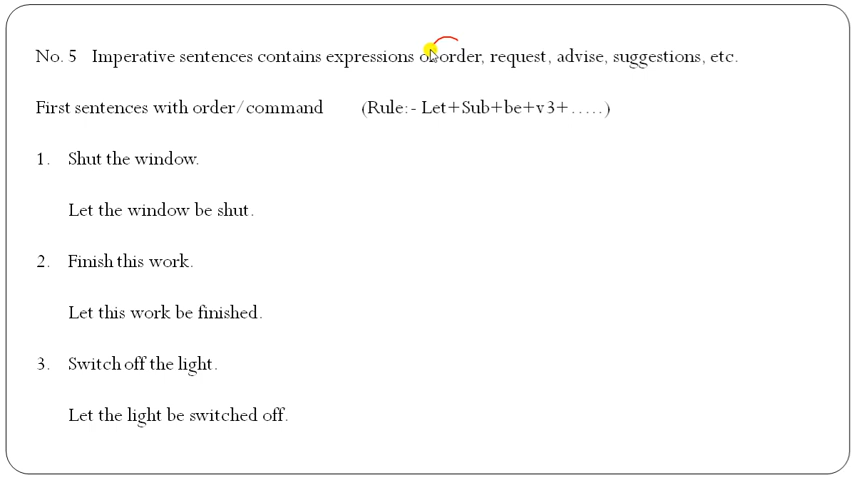 No. 5 Imperative sentences contains expressions of order, request, advise, suggestions, etc.
First sentences with order/command (Rule:- Let+Sub+be+v3+.....)
1. Shut the window.
Let the window be shut.
2. Finish this work.
Let this work be finished.
3. Switch off the light.
Let the light be switched off.